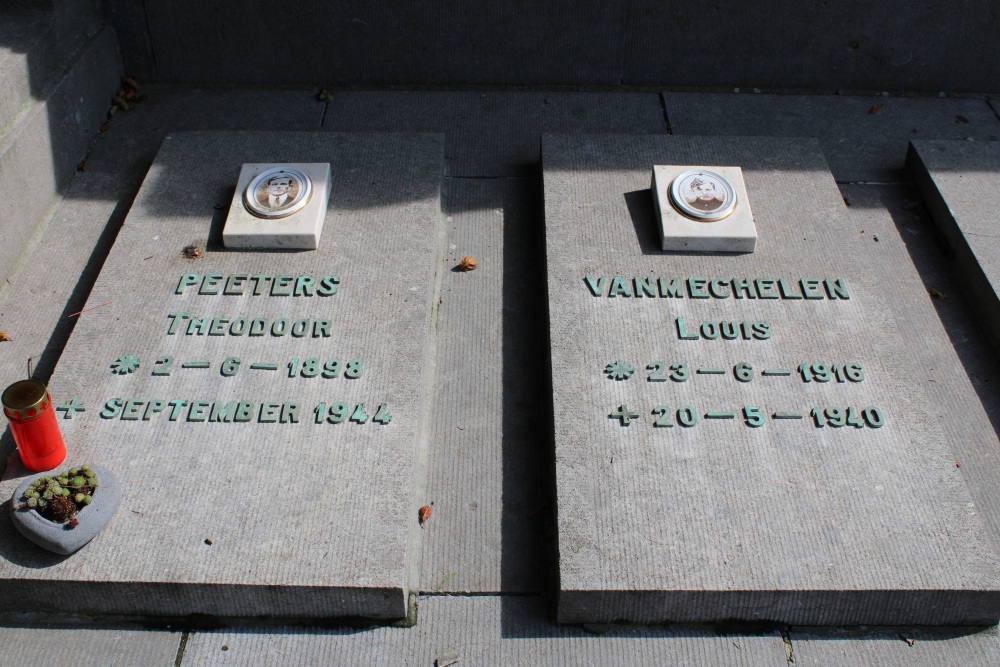 PEETERS
THEODOOR
* 2 – 6 – 1898
+ SEPTEMBER 1944
VANMECHELEN
LOUIS
* 23 – 6 – 1916
+ 20 – 5 – 1940